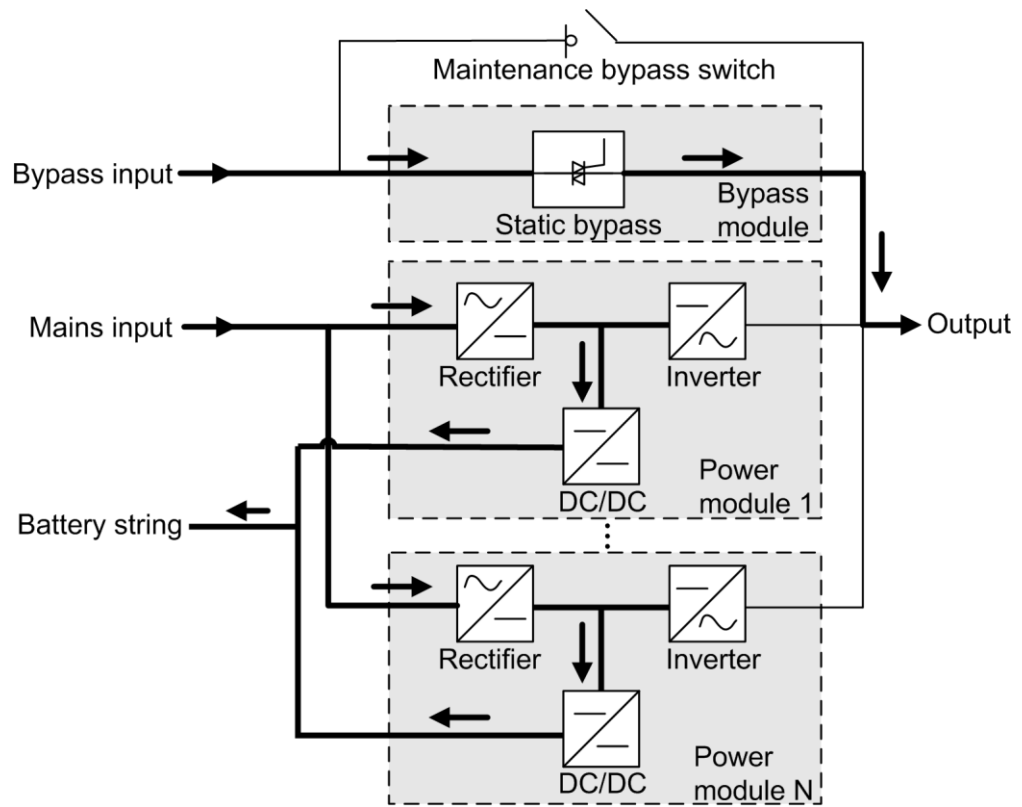 Maintenance bypass switch
Bypass input
Static bypass
Bypass
module
Mains input
Rectifier
Inverter
Output
DC/DC
Power
module 1
Battery string
Rectifier
Inverter
DC/DC
Power
module N